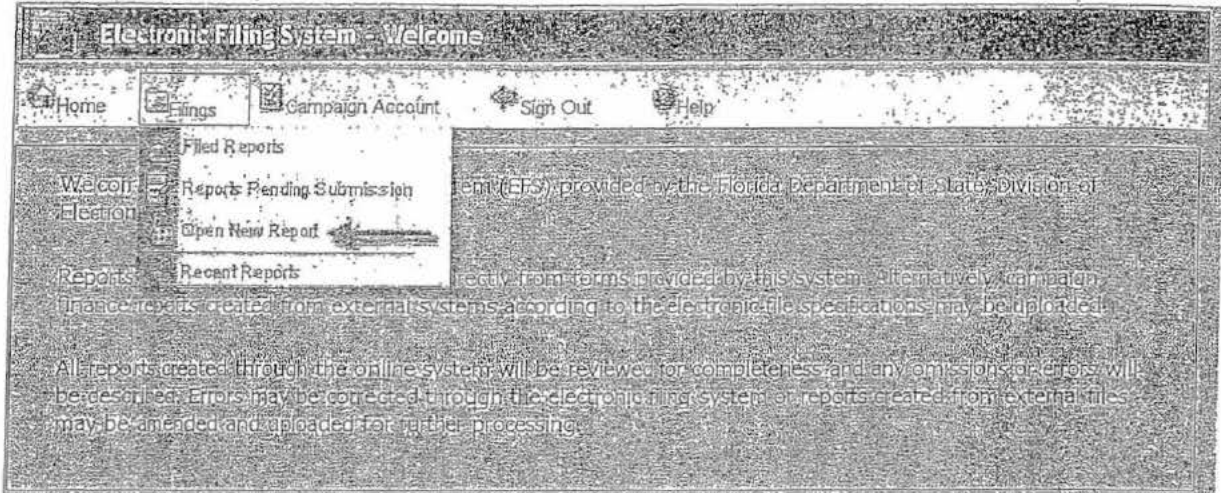 Electronic Filing System - Welcome
Home Filings Campaign Account Sign Out Help
Filed Reports
Reports Pending Submission
Open New Report
Recent Reports
Welcom tem (EFS) provided by the Florida Department of State, Division of
Election
Reports rectly from forms provided by this system. Alternatively, campaign
finance reports created from external systems according to the electronic file specifications may be uploaded.
All reports created through the online system will be reviewed for completeness and any omissions or errors will
be described. Errors may be corrected through the electronic filing system or reports created from external files
may be amended and uploaded for further processing.